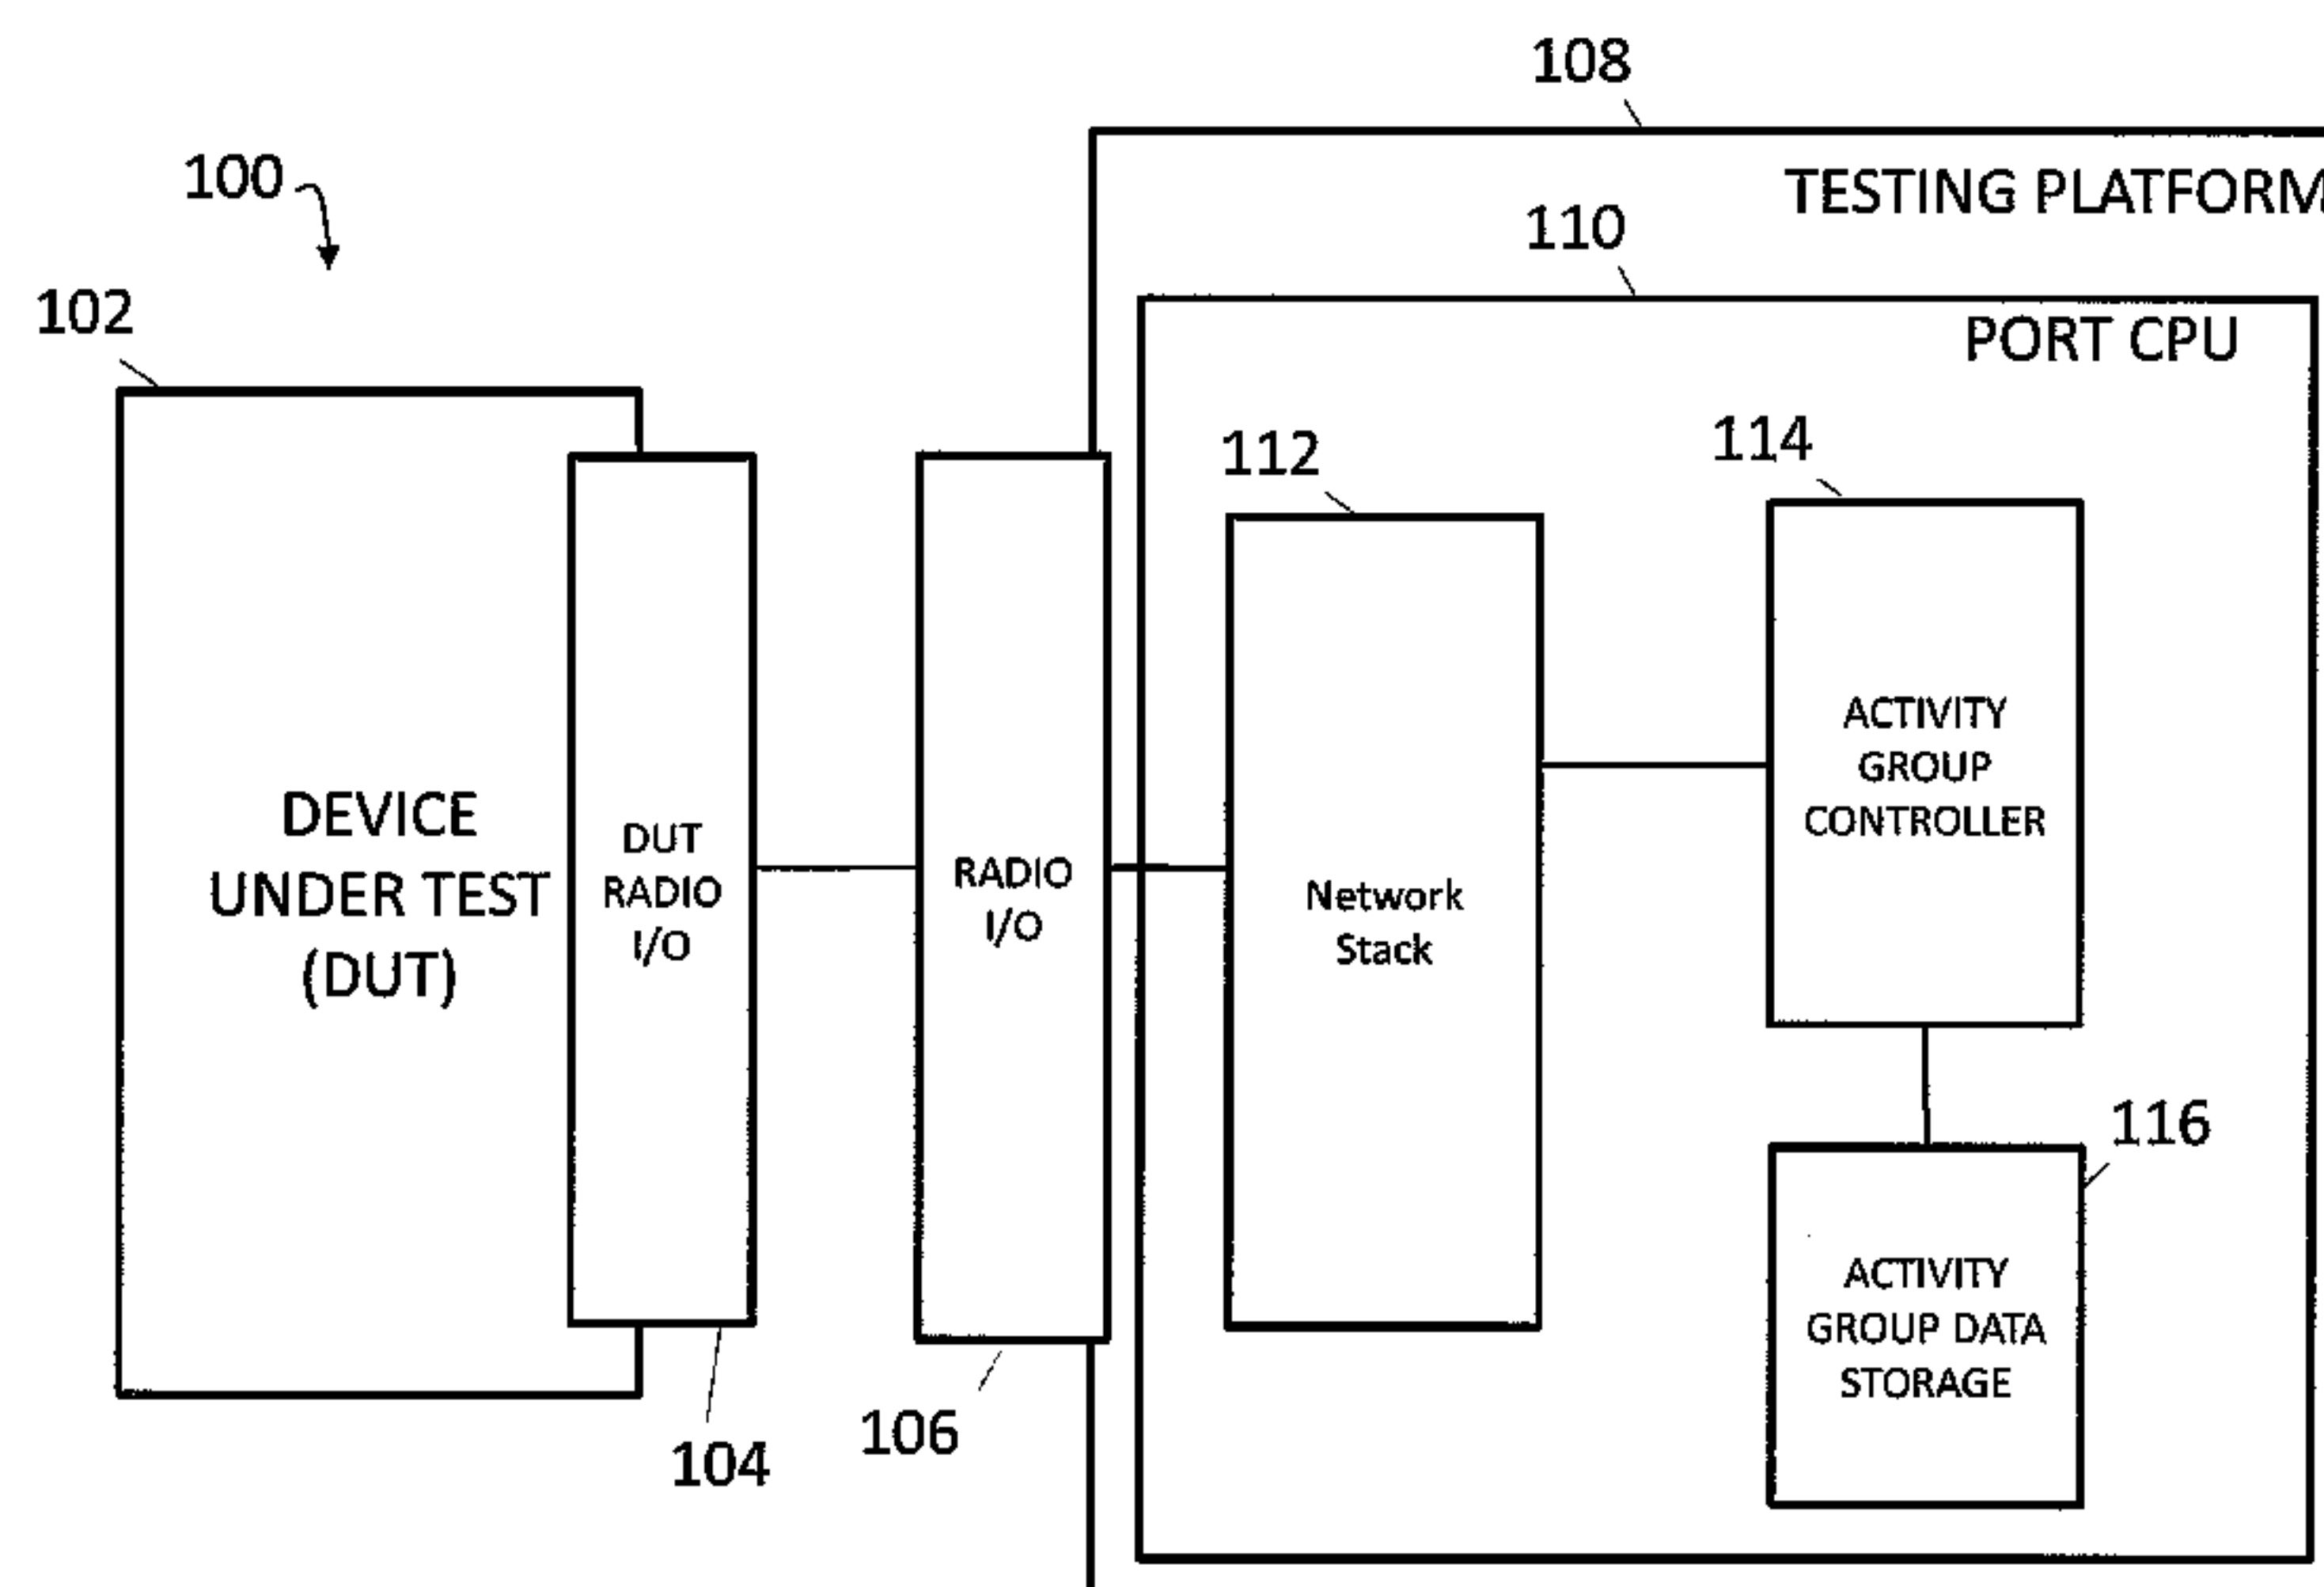 108
100
TESTING PLATFORM
110
102
PORT CPU
112
114
ACTIVITY
GROUP
CONTROLLER
DEVICE
UNDER TEST
(DUT)
DUT
RADIO
I/O
RADIO
I/O
Network
Stack
116
ACTIVITY
GROUP DATA
STORAGE
106
104